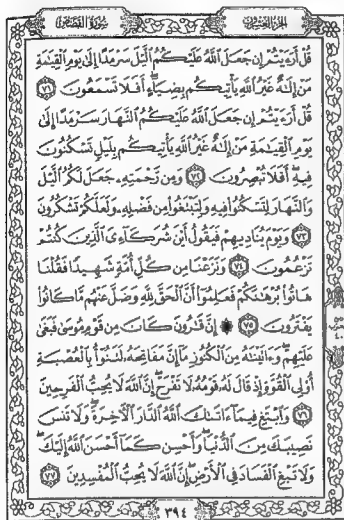 الجزء العشرون
سورة القصص
قُلْ أَرَءَيْتُمْ إِن جَعَلَ ٱللَّهُ عَلَيْكُمُ ٱلَّيْلَ سَرْمَدًا إِلَىٰ يَوْمِ ٱلْقِيَٰمَةِ
مَنْ إِلَٰهٌ غَيْرُ ٱللَّهِ يَأْتِيكُم بِضِيَآءٍ أَفَلَا تَسْمَعُونَ ٧١
قُلْ أَرَءَيْتُمْ إِن جَعَلَ ٱللَّهُ عَلَيْكُمُ ٱلنَّهَارَ سَرْمَدًا إِلَىٰ
يَوْمِ ٱلْقِيَٰمَةِ مَنْ إِلَٰهٌ غَيْرُ ٱللَّهِ يَأْتِيكُم بِلَيْلٍ تَسْكُنُونَ
فِيهِ أَفَلَا تُبْصِرُونَ ٧٢ وَمِن رَّحْمَتِهِۦ جَعَلَ لَكُمُ ٱلَّيْلَ
وَٱلنَّهَارَ لِتَسْكُنُوا۟ فِيهِ وَلِتَبْتَغُوا۟ مِن فَضْلِهِۦ وَلَعَلَّكُمْ تَشْكُرُونَ
٧٣ وَيَوْمَ يُنَادِيهِمْ فَيَقُولُ أَيْنَ شُرَكَآءِىَ ٱلَّذِينَ كُنتُمْ
تَزْعُمُونَ ٧٤ وَنَزَعْنَا مِن كُلِّ أُمَّةٍ شَهِيدًا فَقُلْنَا
هَاتُوا۟ بُرْهَٰنَكُمْ فَعَلِمُوٓا۟ أَنَّ ٱلْحَقَّ لِلَّهِ وَضَلَّ عَنْهُم مَّا كَانُوا۟
يَفْتَرُونَ ٧٥ ۞ إِنَّ قَٰرُونَ كَانَ مِن قَوْمِ مُوسَىٰ فَبَغَىٰ
عَلَيْهِمْ وَءَاتَيْنَٰهُ مِنَ ٱلْكُنُوزِ مَآ إِنَّ مَفَاتِحَهُۥ لَتَنُوٓأُ بِٱلْعُصْبَةِ
أُو۟لِى ٱلْقُوَّةِ إِذْ قَالَ لَهُۥ قَوْمُهُۥ لَا تَفْرَحْ إِنَّ ٱللَّهَ لَا يُحِبُّ ٱلْفَرِحِينَ
٧٦ وَٱبْتَغِ فِيمَآ ءَاتَىٰكَ ٱللَّهُ ٱلدَّارَ ٱلْءَاخِرَةَ وَلَا تَنسَ
نَصِيبَكَ مِنَ ٱلدُّنْيَا وَأَحْسِن كَمَآ أَحْسَنَ ٱللَّهُ إِلَيْكَ
وَلَا تَبْغِ ٱلْفَسَادَ فِى ٱلْأَرْضِ إِنَّ ٱللَّهَ لَا يُحِبُّ ٱلْمُفْسِدِينَ ٧٧
حزب
٤٠
٣٩٤